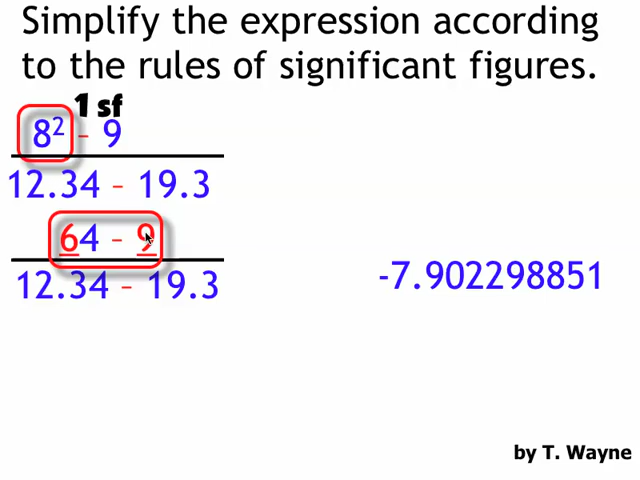 Simplify the expression according
to the rules of significant figures.
1 sf
8² - 9
12.34 - 19.3
64 - 9
12.34 - 19.3
-7.902298851
by T. Wayne